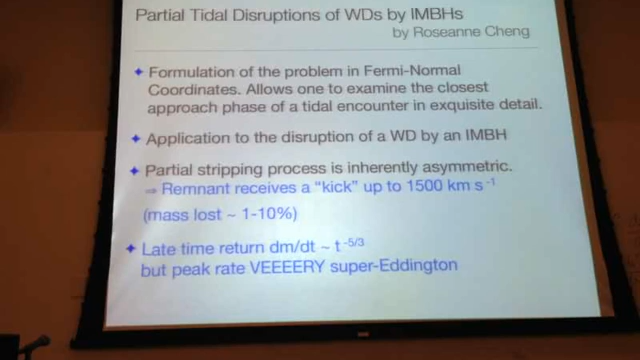 Partial Tidal Disruptions of WDs by IMBHs
by Roseanne Cheng
✦ Formulation of the problem in Fermi-Normal
Coordinates. Allows one to examine the closest
approach phase of a tidal encounter in exquisite detail.
✦ Application to the disruption of a WD by an IMBH
✦ Partial stripping process is inherently asymmetric.
⇒ Remnant receives a “kick” up to 1500 km s⁻¹
(mass lost ~ 1-10%)
✦ Late time return dm/dt ~ t⁻⁵ᐟ³
but peak rate VEEEERY super-Eddington